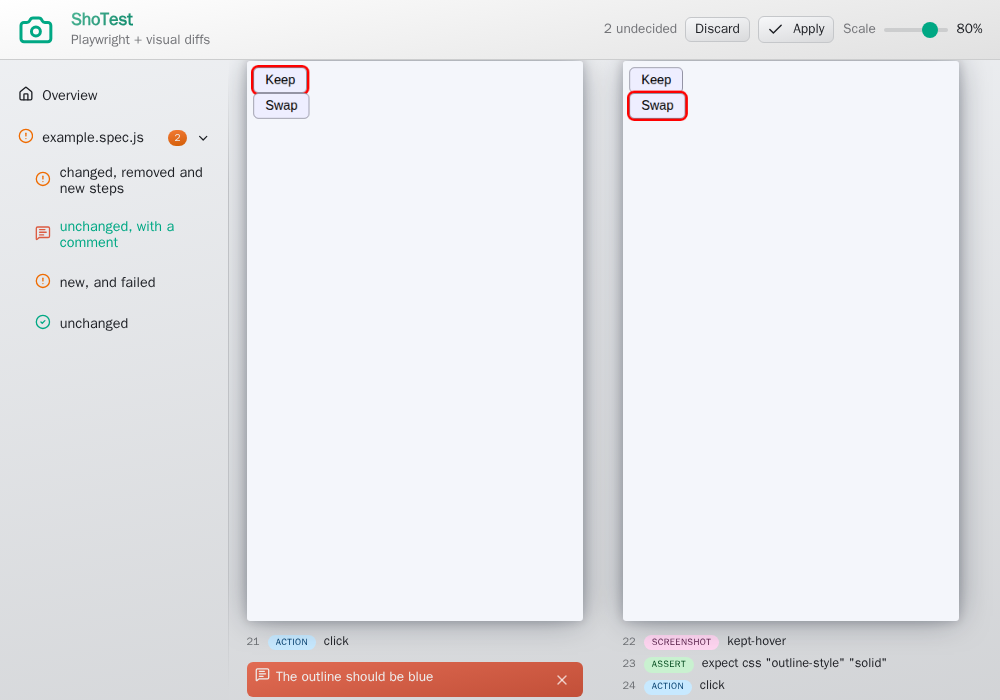 ShoTest
Playwright + visual diffs
2 undecided
Discard
Apply
Scale
80%
Overview
example.spec.js
2
changed, removed and
new steps
unchanged, with a
comment
new, and failed
unchanged
Keep
Swap
21 ACTION click
The outline should be blue
Keep
Swap
22 SCREENSHOT kept-hover
23 ASSERT expect css "outline-style" "solid"
24 ACTION click